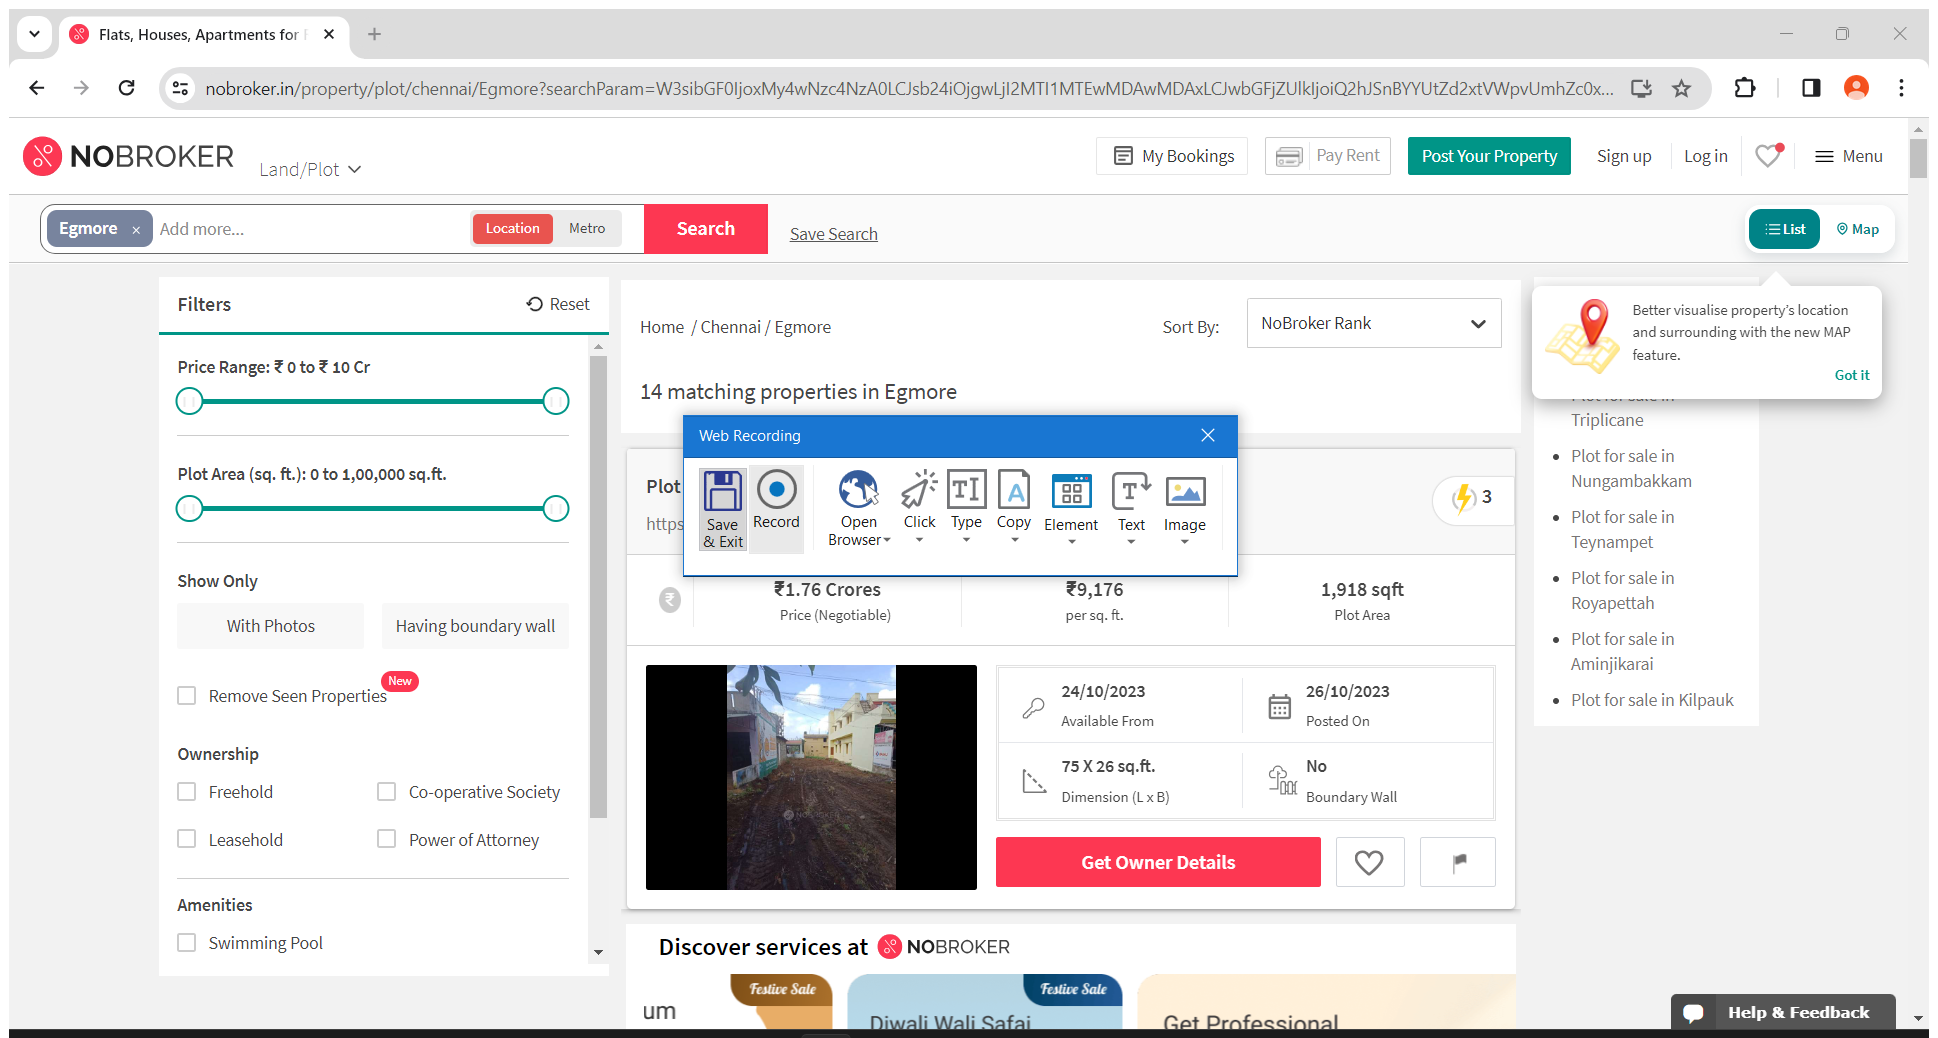 Flats, Houses, Apartments for
nobroker.in/property/plot/chennai/Egmore?searchParam=
NOBROKER
Land/Plot
My Bookings
Pay Rent
Post Your Property
Sign up
Log in
Menu
Egmore ×
Add more...
Location
Metro
Search
Save Search
List
Map
Better visualise property's location
and surrounding with the new MAP
feature.
Got it
Filters
Reset
Price Range: ₹ 0 to ₹ 10 Cr
Plot Area (sq. ft.): 0 to 1,00,000 sq.ft.
Show Only
With Photos
Having boundary wall
Remove Seen Properties
New
Ownership
Freehold
Co-operative Society
Leasehold
Power of Attorney
Amenities
Swimming Pool
Home / Chennai / Egmore
Sort By:
NoBroker Rank
14 matching properties in Egmore
Web Recording
Save
& Exit
Record
Open
Browser
Click
Type
Copy
Element
Text
Image
Plot
https
3
₹1.76 Crores
Price (Negotiable)
₹9,176
per sq. ft.
1,918 sqft
Plot Area
24/10/2023
Available From
26/10/2023
Posted On
75 X 26 sq.ft.
Dimension (L x B)
No
Boundary Wall
NOBROKER
Get Owner Details
Discover services at NOBROKER
Festive Sale
um
Festive Sale
Diwali Wali Safai
Get Professional
Plot for sale in
Triplicane
Plot for sale in
Nungambakkam
Plot for sale in
Teynampet
Plot for sale in
Royapettah
Plot for sale in
Aminjikarai
Plot for sale in Kilpauk
Help & Feedback